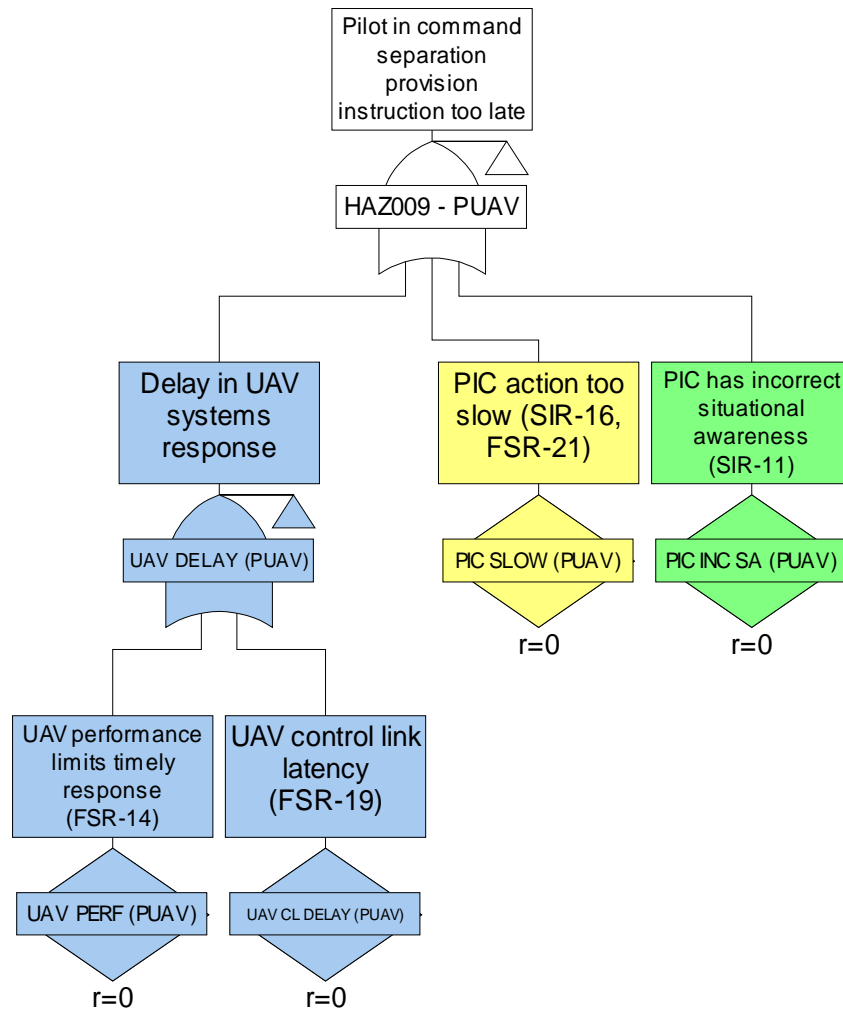 Pilot in command
separation
provision
instruction too late
HAZ009 - PUAV
Delay in UAV
systems
response
PIC action too
slow (SIR-16,
FSR-21)
PIC has incorrect
situational
awareness
(SIR-11)
UAV DELAY (PUAV)
PIC SLOW (PUAV)
PIC INC SA (PUAV)
r=0
r=0
UAV performance
limits timely
response
(FSR-14)
UAV control link
latency
(FSR-19)
UAV PERF (PUAV)
UAV CL DELAY (PUAV)
r=0
r=0